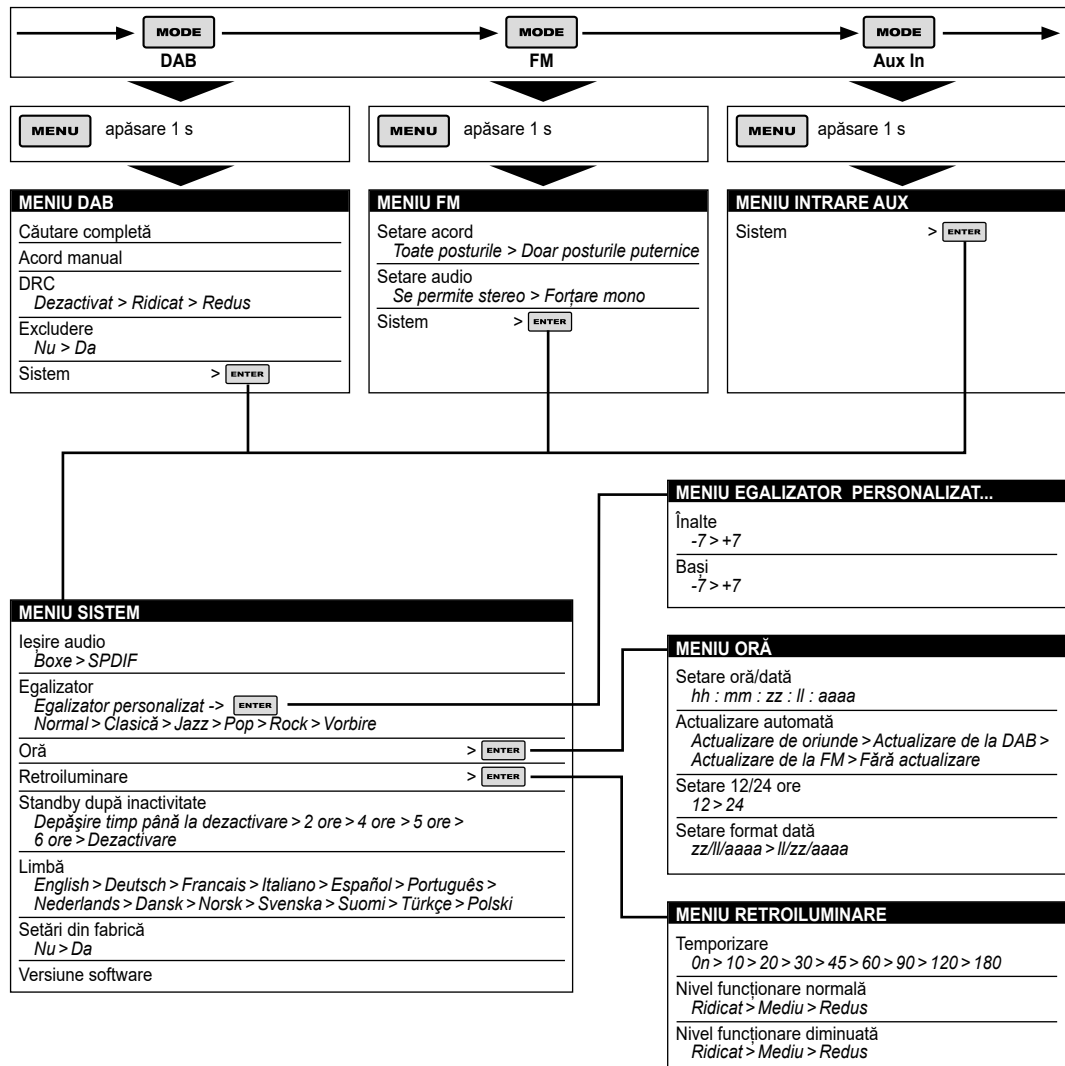 MODE
DAB
MODE
FM
MODE
Aux In
MENU apăsare 1 s
MENU apăsare 1 s
MENU apăsare 1 s
MENIU DAB
Căutare completă
Acord manual
DRC
Dezactivat > Ridicat > Redus
Excludere
Nu > Da
Sistem > ENTER
MENIU FM
Setare acord
Toate posturile > Doar posturile puternice
Setare audio
Se permite stereo > Forțare mono
Sistem > ENTER
MENIU INTRARE AUX
Sistem > ENTER
MENIU SISTEM
Ieșire audio
Boxe > SPDIF
Egalizator
Egalizator personalizat -> ENTER
Normal > Clasică > Jazz > Pop > Rock > Vorbire
Oră > ENTER
Retroiluminare > ENTER
Standby după inactivitate
Depăşire timp până la dezactivare > 2 ore > 4 ore > 5 ore >
6 ore > Dezactivare
Limbă
English > Deutsch > Francais > Italiano > Español > Português >
Nederlands > Dansk > Norsk > Svenska > Suomi > Türkçe > Polski
Setări din fabrică
Nu > Da
Versiune software
MENIU EGALIZATOR PERSONALIZAT...
Înalte
-7 > +7
Bași
-7 > +7
MENIU ORĂ
Setare oră/dată
hh : mm : zz : ll : aaaa
Actualizare automată
Actualizare de oriunde > Actualizare de la DAB >
Actualizare de la FM > Fără actualizare
Setare 12/24 ore
12 > 24
Setare format dată
zz/ll/aaaa > ll/zz/aaaa
MENIU RETROILUMINARE
Temporizare
0n > 10 > 20 > 30 > 45 > 60 > 90 > 120 > 180
Nivel funcționare normală
Ridicat > Mediu > Redus
Nivel funcționare diminuată
Ridicat > Mediu > Redus